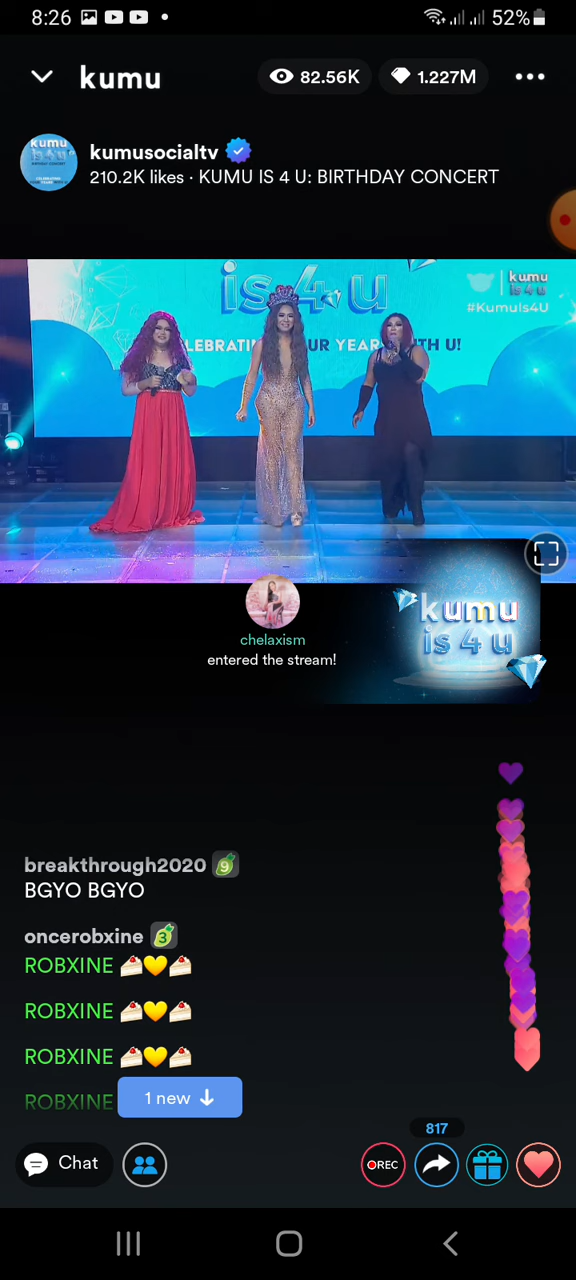 8:26
52%
kumu
82.56K
1.227M
kumusocialtv
210.2K likes · KUMU IS 4 U: BIRTHDAY CONCERT
is 4 u
kumu
is 4 u
#KumuIs4U
chelaxism
entered the stream!
kumu
is 4 u
breakthrough2020 9
BGYO BGYO
oncerobxine 3
ROBXINE 🍰💛🍰
ROBXINE 🍰💛🍰
ROBXINE 🍰💛🍰
ROBXINE
1 new ↓
817
Chat
REC